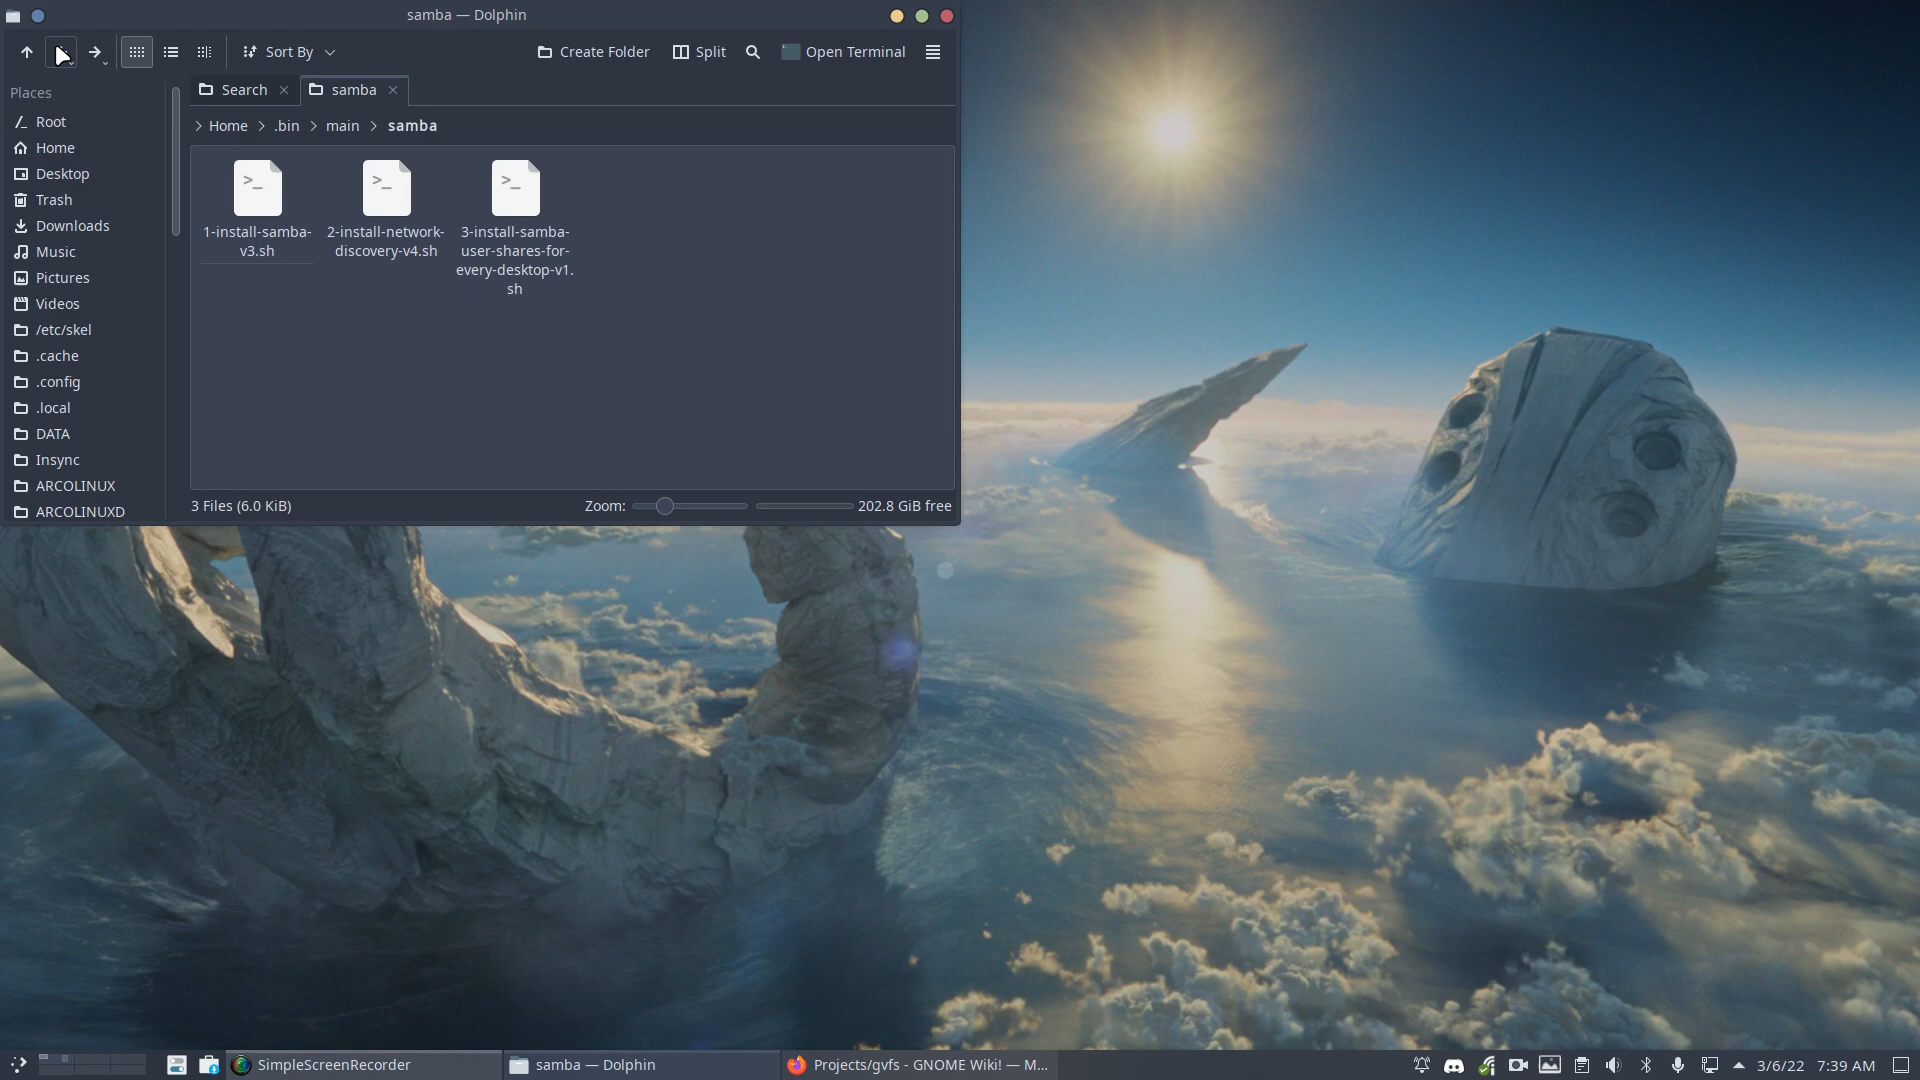 samba — Dolphin
Sort By
Create Folder
Split
Open Terminal
Places
Root
Home
Desktop
Trash
Downloads
Music
Pictures
Videos
/etc/skel
.cache
.config
.local
DATA
Insync
ARCOLINUX
ARCOLINUXD
Search
samba
Home
.bin
main
samba
1-install-samba-
v3.sh
2-install-network-
discovery-v4.sh
3-install-samba-
user-shares-for-
every-desktop-v1.
sh
3 Files (6.0 KiB)
Zoom:
202.8 GiB free
SimpleScreenRecorder
samba — Dolphin
Projects/gvfs - GNOME Wiki! — M...
3/6/22
7:39 AM